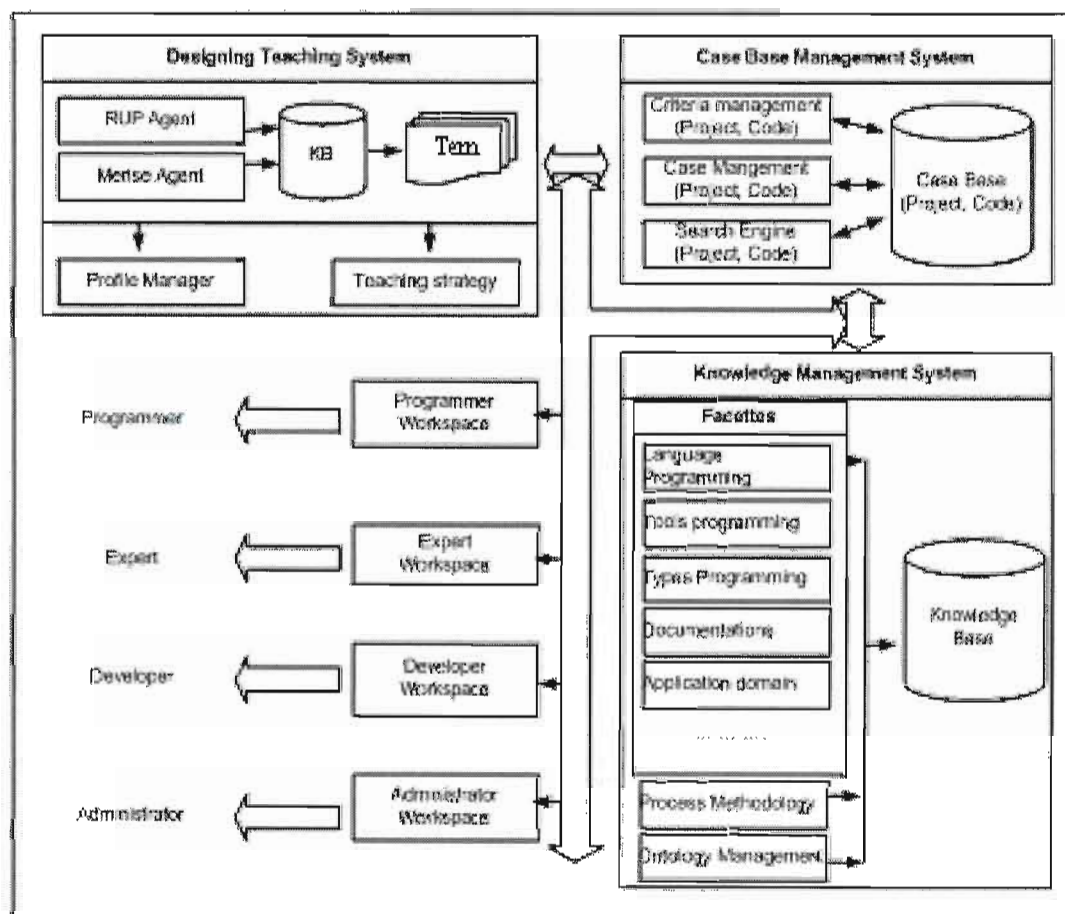 Designing Teaching System
RUP Agent
Merise Agent
KB
Tem
Profile Manager
Teaching strategy
Case Base Management System
Criteria management
(Project, Code)
Case Mangement
(Project, Code)
Search Engine
(Project, Code)
Case Base
(Project, Code)
Programmer
Programmer
Workspace
Expert
Expert
Workspace
Developer
Developer
Workspace
Administrator
Administrator
Workspace
Knowledge Management System
Facettes
Language
Programming
Tools programming
Types Programming
Documentations
Application domain
Process Methodology
Ontology Management
Knowledge
Base